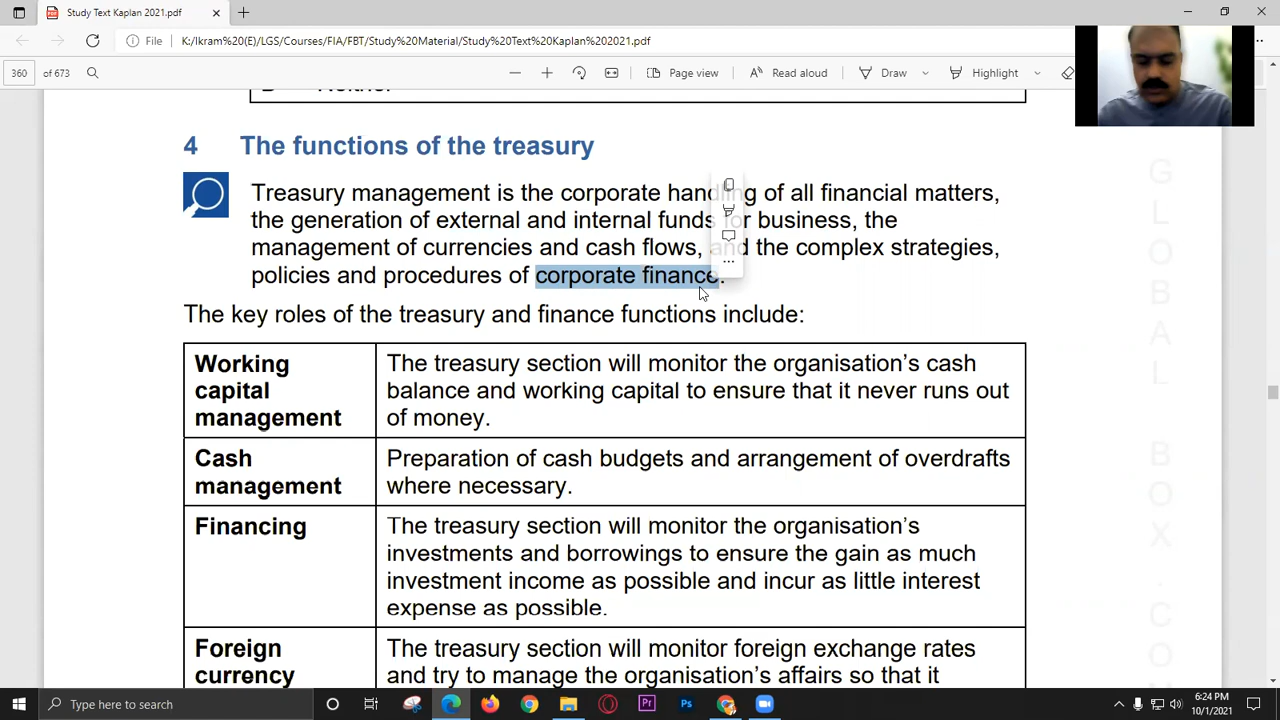 Study Text Kaplan 2021.pdf
File K:/Ikram%20(E)/LGS/Courses/FIA/FBT/Study%20Material/Study%20Text%20Kaplan%202021.pdf
360 of 673 Page view Read aloud Draw Highlight
4 The functions of the treasury
Treasury management is the corporate handling of all financial matters,
the generation of external and internal funds for business, the
management of currencies and cash flows, and the complex strategies,
policies and procedures of corporate finance.
The key roles of the treasury and finance functions include:
Working
capital
management
The treasury section will monitor the organisation's cash
balance and working capital to ensure that it never runs out
of money.
Cash
management
Preparation of cash budgets and arrangement of overdrafts
where necessary.
Financing
The treasury section will monitor the organisation's
investments and borrowings to ensure the gain as much
investment income as possible and incur as little interest
expense as possible.
Foreign
currency
The treasury section will monitor foreign exchange rates
and try to manage the organisation's affairs so that it
GLOBAL BOX.CO
Type here to search
6:24 PM
10/1/2021